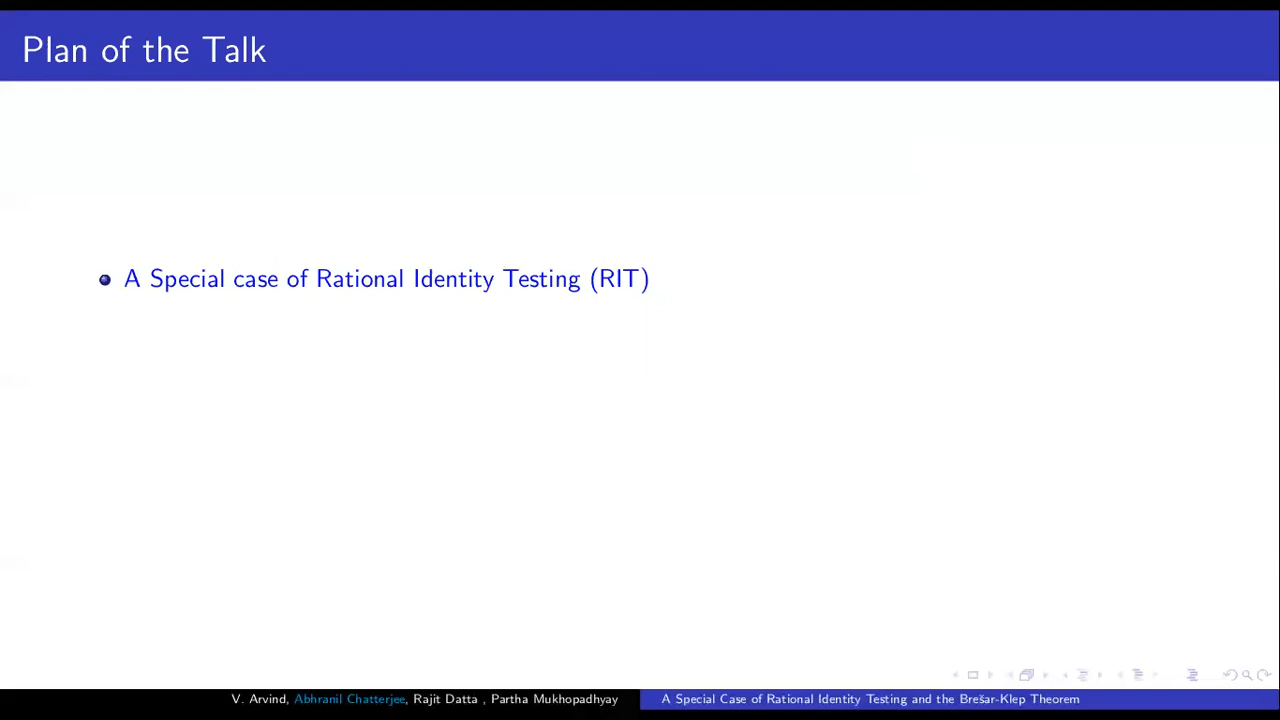 Plan of the Talk
A Special case of Rational Identity Testing (RIT)
V. Arvind, Abhranil Chatterjee, Rajit Datta , Partha Mukhopadhyay
A Special Case of Rational Identity Testing and the Brešar-Klep Theorem